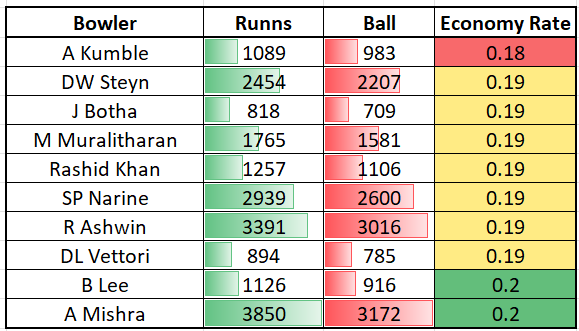 Bowler Runns Ball Economy Rate
A Kumble 1089 983 0.18
DW Steyn 2454 2207 0.19
J Botha 818 709 0.19
M Muralitharan 1765 1581 0.19
Rashid Khan 1257 1106 0.19
SP Narine 2939 2600 0.19
R Ashwin 3391 3016 0.19
DL Vettori 894 785 0.19
B Lee 1126 916 0.2
A Mishra 3850 3172 0.2